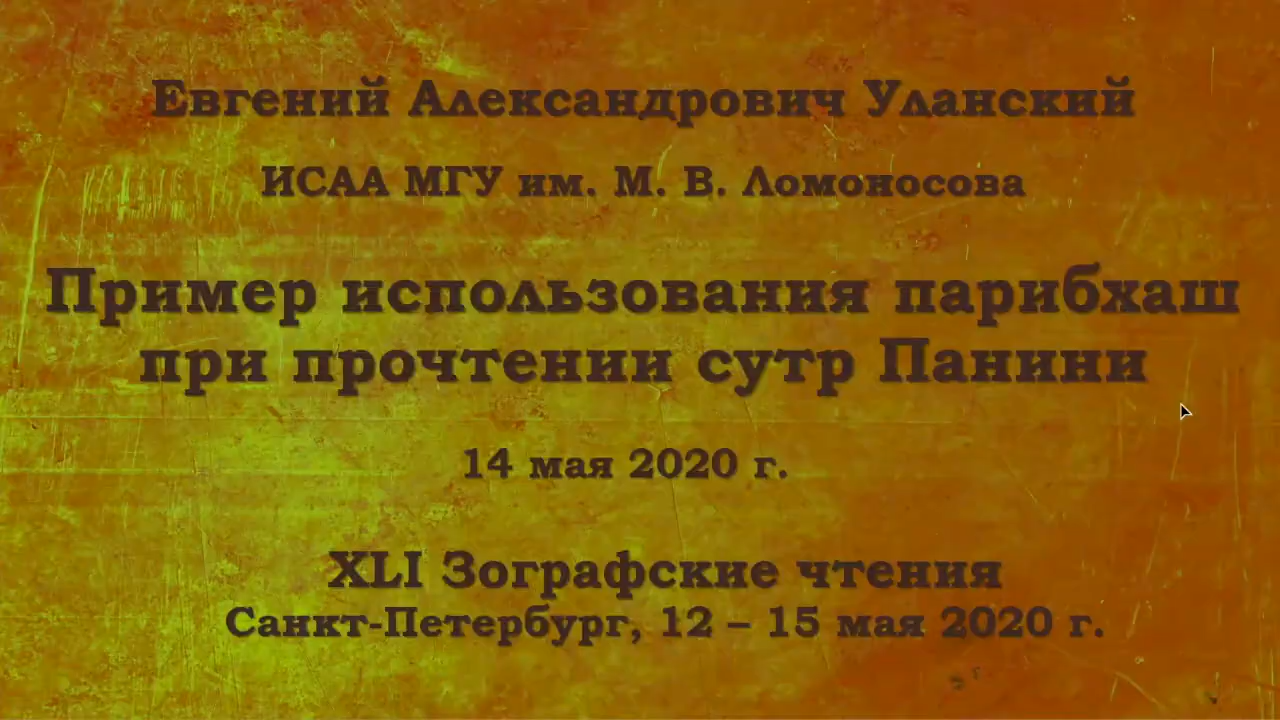 Евгений Александрович Уланский
ИСАА МГУ им. М. В. Ломоносова
Пример использования парибхаш
при прочтении сутр Панини
14 мая 2020 г.
XLI Зографские чтения
Санкт-Петербург, 12 – 15 мая 2020 г.